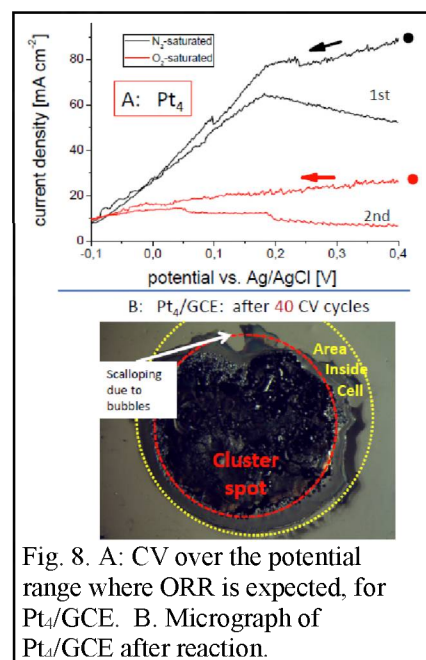 N2-saturated
O2-saturated
A: Pt4
1st
2nd
current density [mA cm-2]
80
60
40
20
0
-0,1
0,0
0,1
0,2
0,3
0,4
potential vs. Ag/AgCl [V]
B: Pt4/GCE: after 40 CV cycles
Scalloping
due to
bubbles
Area
Inside
Cell
Cluster
spot
Fig. 8. A: CV over the potential
range where ORR is expected, for
Pt4/GCE. B. Micrograph of
Pt4/GCE after reaction.